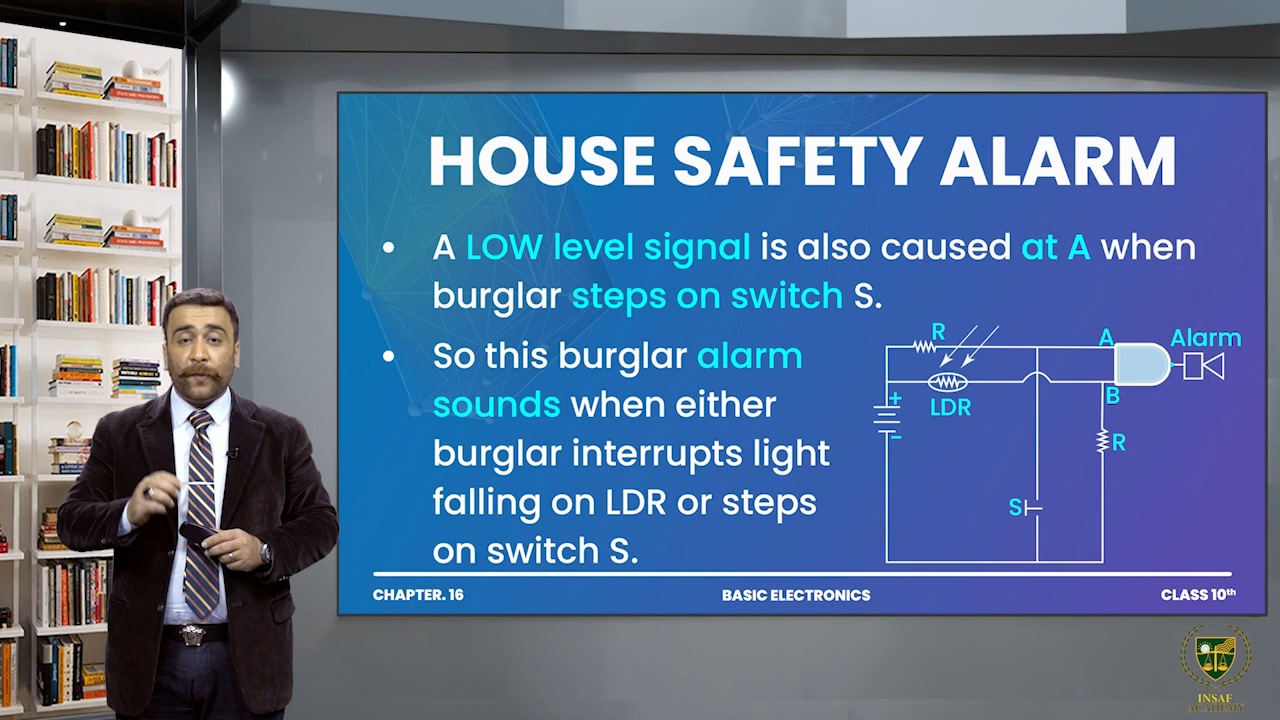 HOUSE SAFETY ALARM
• A LOW level signal is also caused at A when
burglar steps on switch S.
• So this burglar alarm
sounds when either
burglar interrupts light
falling on LDR or steps
on switch S.
R
A
Alarm
+
LDR
B
-
R
S
CHAPTER. 16
BASIC ELECTRONICS
CLASS 10th
INSAF
ACADEMY